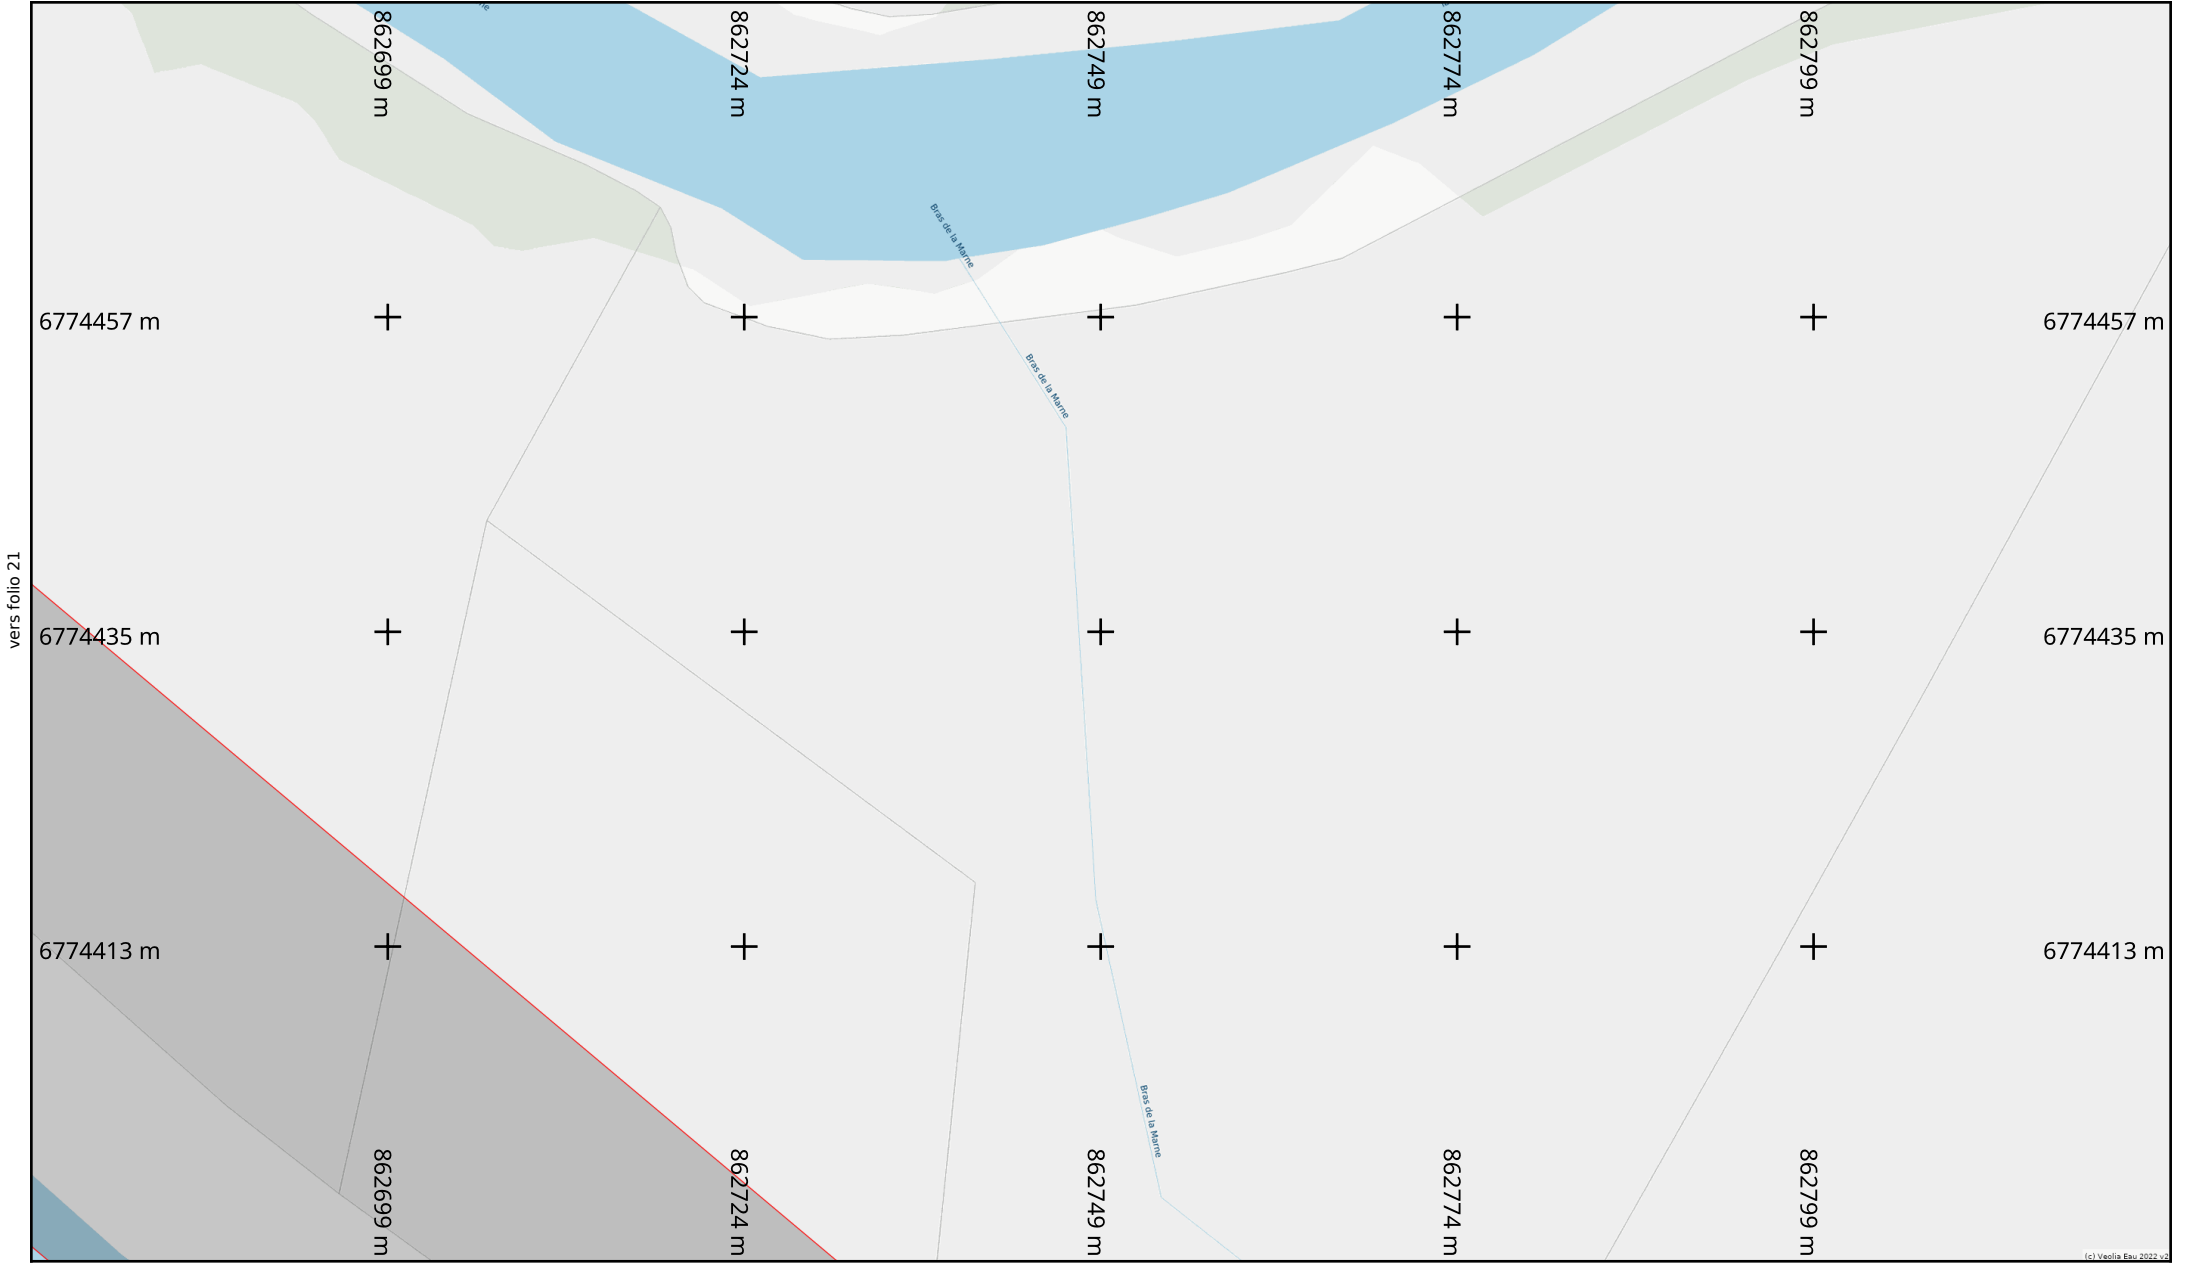 862699 m
862724 m
862749 m
862774 m
862799 m
Bras de la Marne
6774457 m
6774457 m
Bras de la Marne
vers folio 21
6774435 m
6774435 m
6774413 m
6774413 m
Bras de la Marne
862699 m
862724 m
862749 m
862774 m
862799 m
(c) Veolia Eau 2022 v2